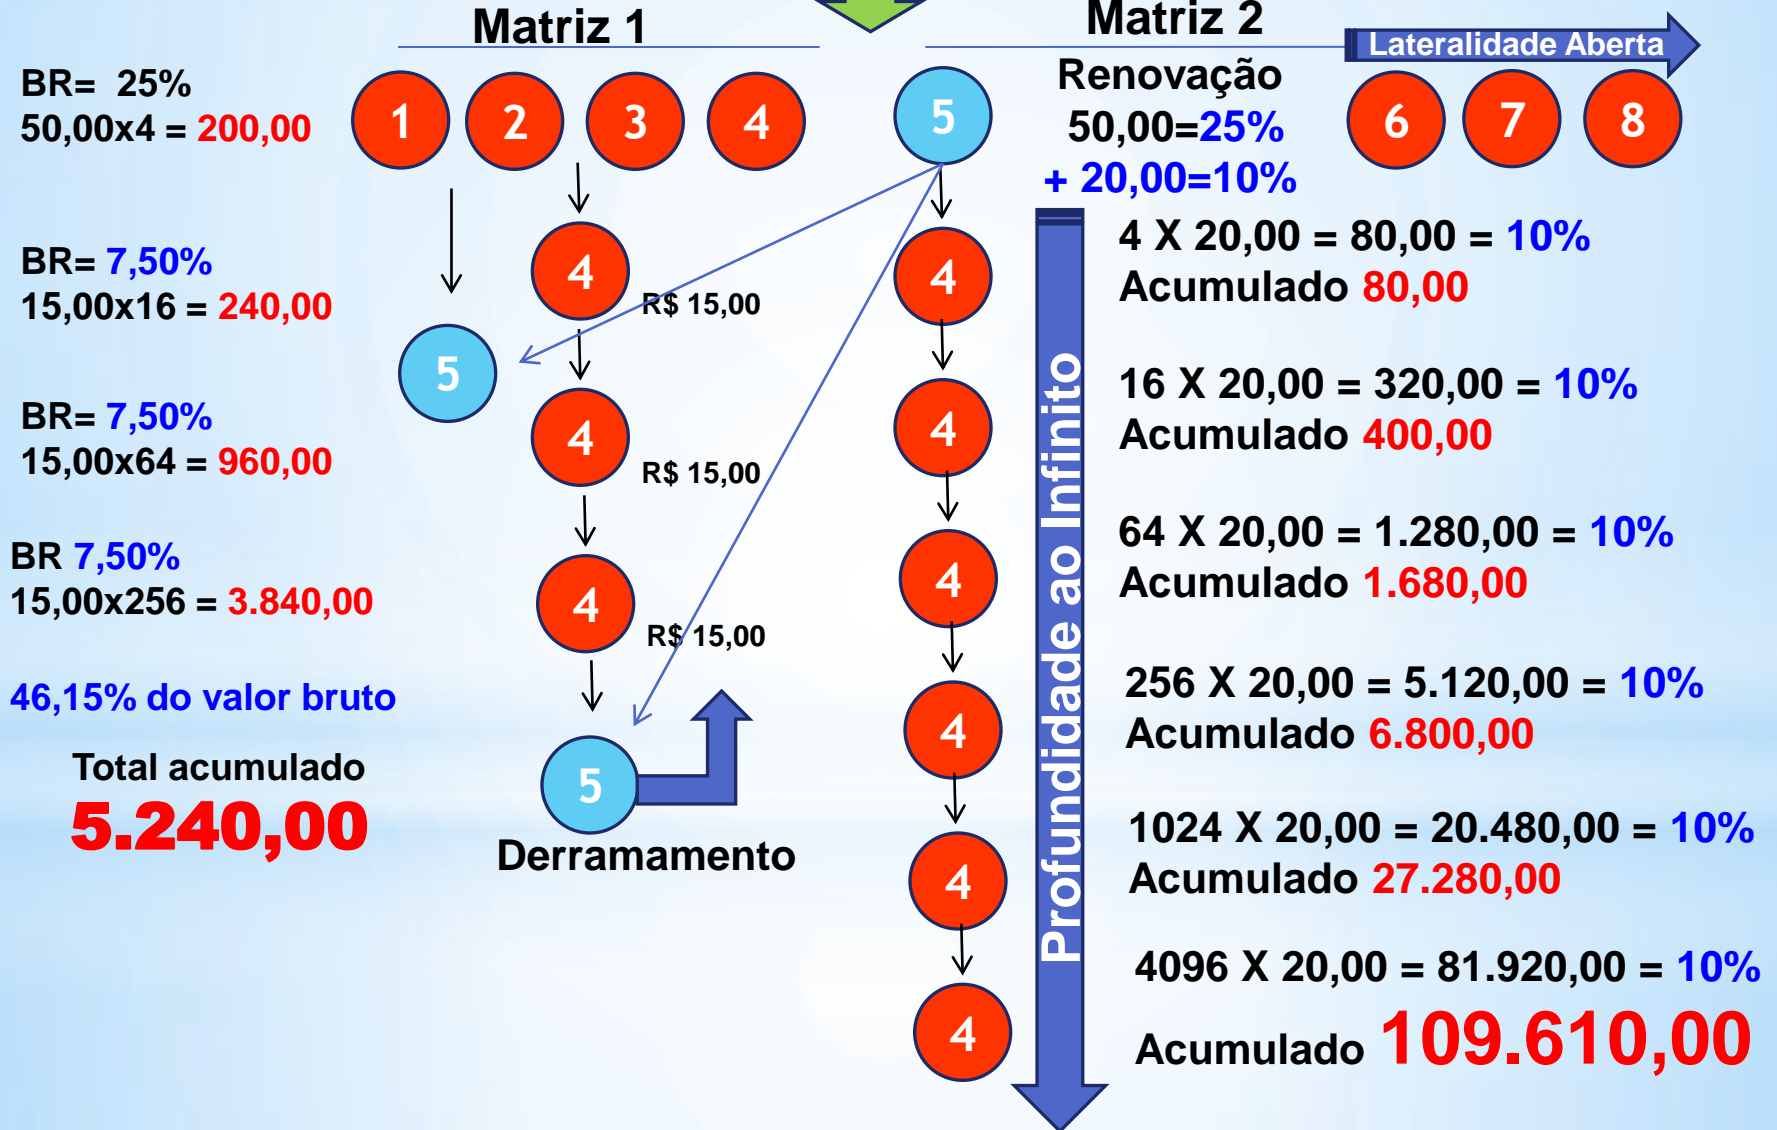 Matriz 1
BR= 25%
50,00x4 = 200,00
1 2 3 4
BR= 7,50%
15,00x16 = 240,00
4
R$ 15,00
5
BR= 7,50%
15,00x64 = 960,00
4
R$ 15,00
BR 7,50%
15,00x256 = 3.840,00
4
R$ 15,00
46,15% do valor bruto
Total acumulado
5.240,00
5
Derramamento
Matriz 2
Lateralidade Aberta
5
Renovação
50,00=25%
+ 20,00=10%
6 7 8
Profundidade ao Infinito
4
4 X 20,00 = 80,00 = 10%
Acumulado 80,00
4
16 X 20,00 = 320,00 = 10%
Acumulado 400,00
4
64 X 20,00 = 1.280,00 = 10%
Acumulado 1.680,00
4
256 X 20,00 = 5.120,00 = 10%
Acumulado 6.800,00
4
1024 X 20,00 = 20.480,00 = 10%
Acumulado 27.280,00
4
4096 X 20,00 = 81.920,00 = 10%
Acumulado 109.610,00